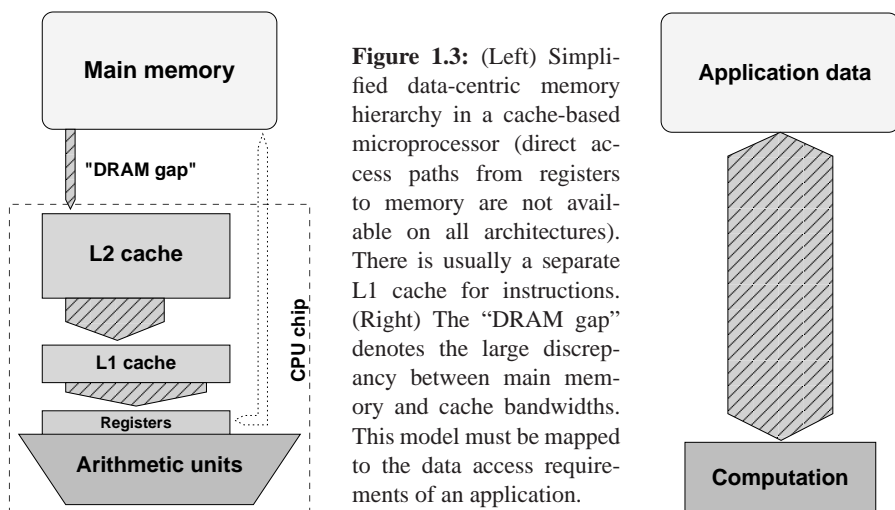 Main memory
"DRAM gap"
L2 cache
L1 cache
Registers
Arithmetic units
CPU chip
Figure 1.3: (Left) Simpli-
fied data-centric memory
hierarchy in a cache-based
microprocessor (direct ac-
cess paths from registers
to memory are not avail-
able on all architectures).
There is usually a separate
L1 cache for instructions.
(Right) The “DRAM gap”
denotes the large discrep-
ancy between main mem-
ory and cache bandwidths.
This model must be mapped
to the data access require-
ments of an application.
Application data
Computation